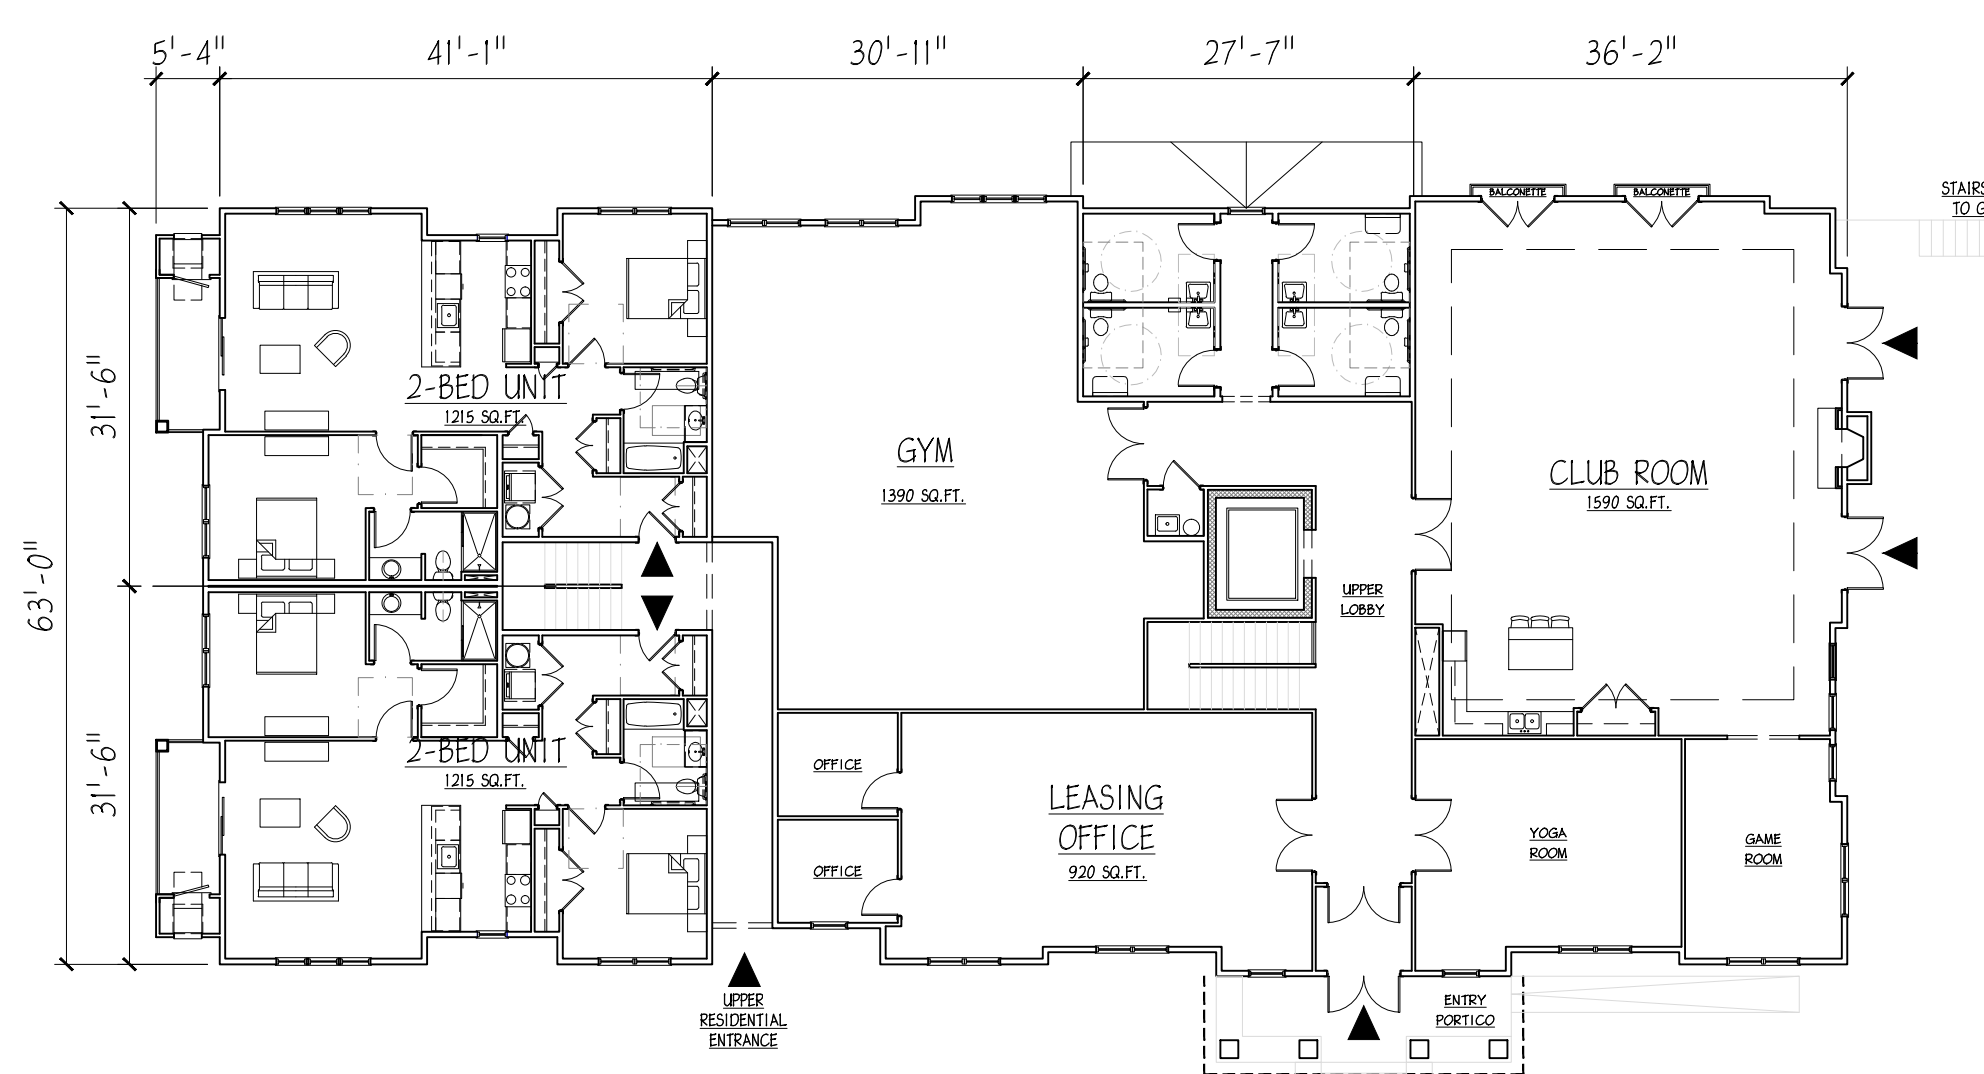 5'-4"
41'-1"
30'-11"
27'-7"
36'-2"
BALCONETTE
BALCONETTE
STAIRS
TO G
63'-0"
31'-6"
31'-6"
2-BED UNIT
1215 SQ.FT.
GYM
1390 SQ.FT.
CLUB ROOM
1590 SQ.FT.
UPPER
LOBBY
2-BED UNIT
1215 SQ.FT.
OFFICE
OFFICE
LEASING
OFFICE
920 SQ.FT.
YOGA
ROOM
GAME
ROOM
UPPER
RESIDENTIAL
ENTRANCE
ENTRY
PORTICO